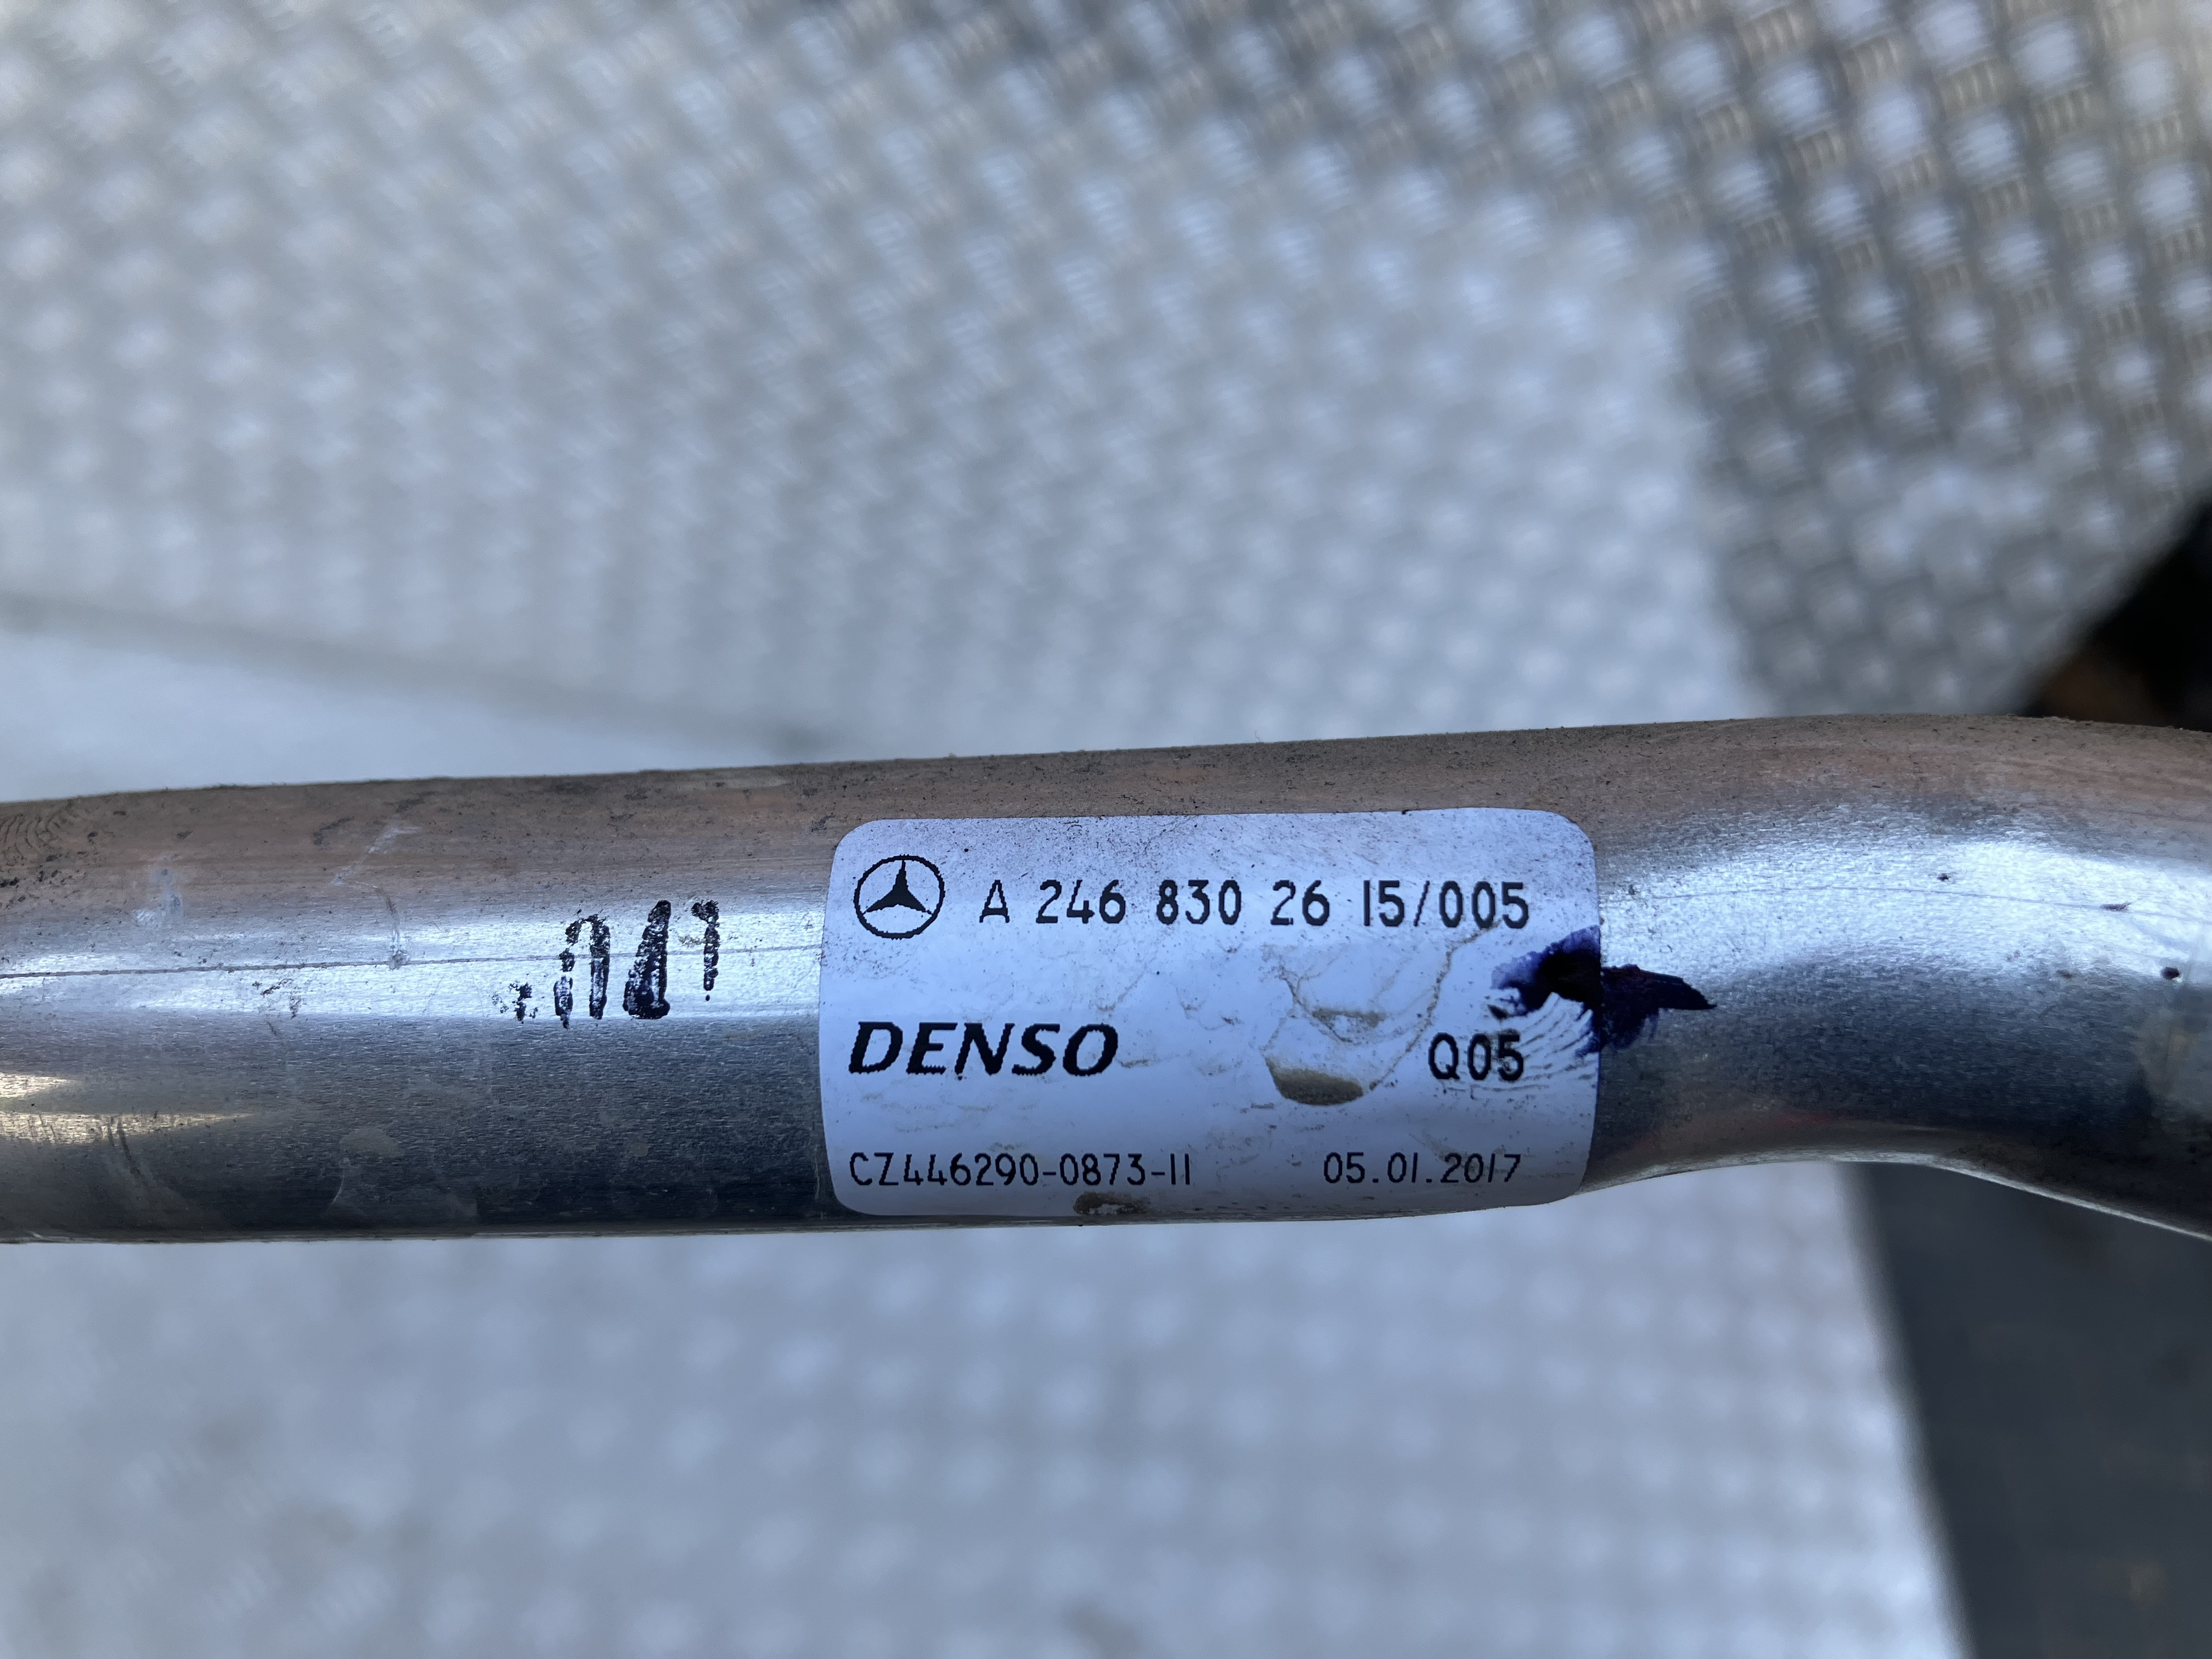 A 246 830 26 15/005
DENSO Q05
CZ446290-0873-11 05.01.2017